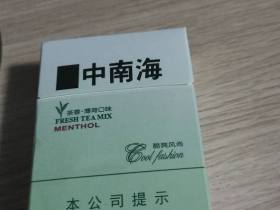 中南海
茶香·薄荷口味
FRESH TEA MIX
MENTHOL
酷爽风尚
Cool fashion
本公司提示